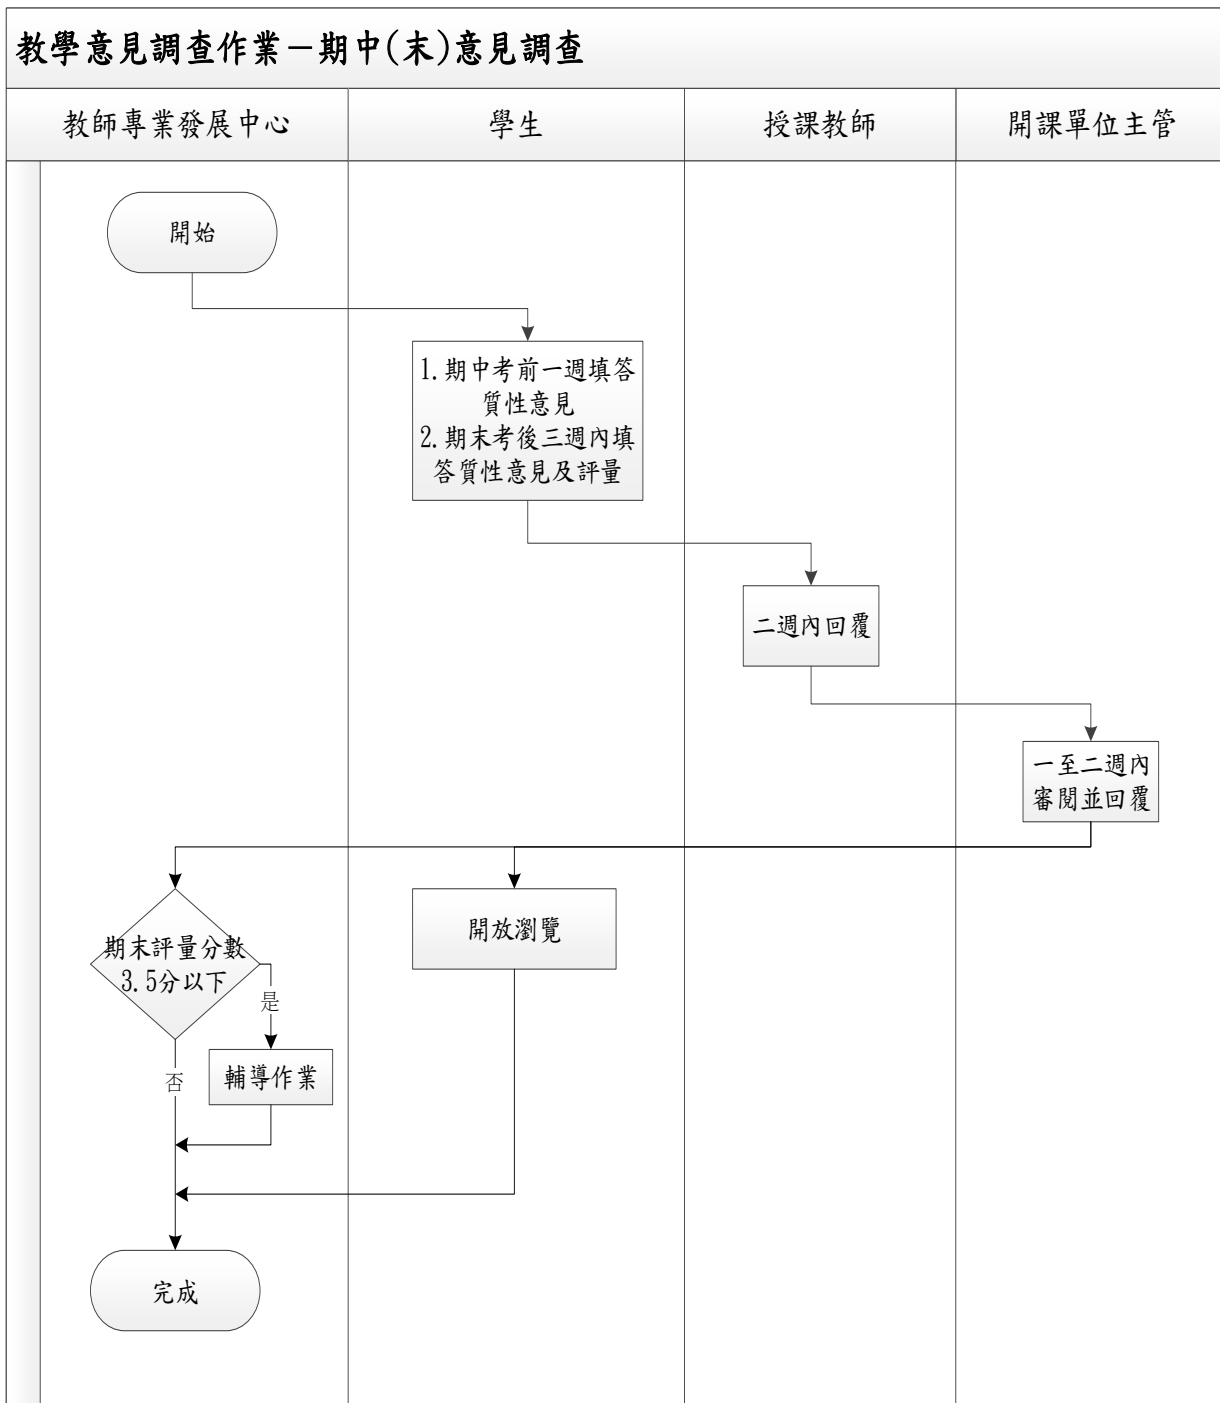 教學意見調查作業－期中(末)意見調查
教師專業發展中心
學生
授課教師
開課單位主管
開始
1.期中考前一週填答
質性意見
2.期末考後三週內填
答質性意見及評量
二週內回覆
一至二週內
審閱並回覆
期末評量分數
3.5分以下
開放瀏覽
是
輔導作業
否
完成